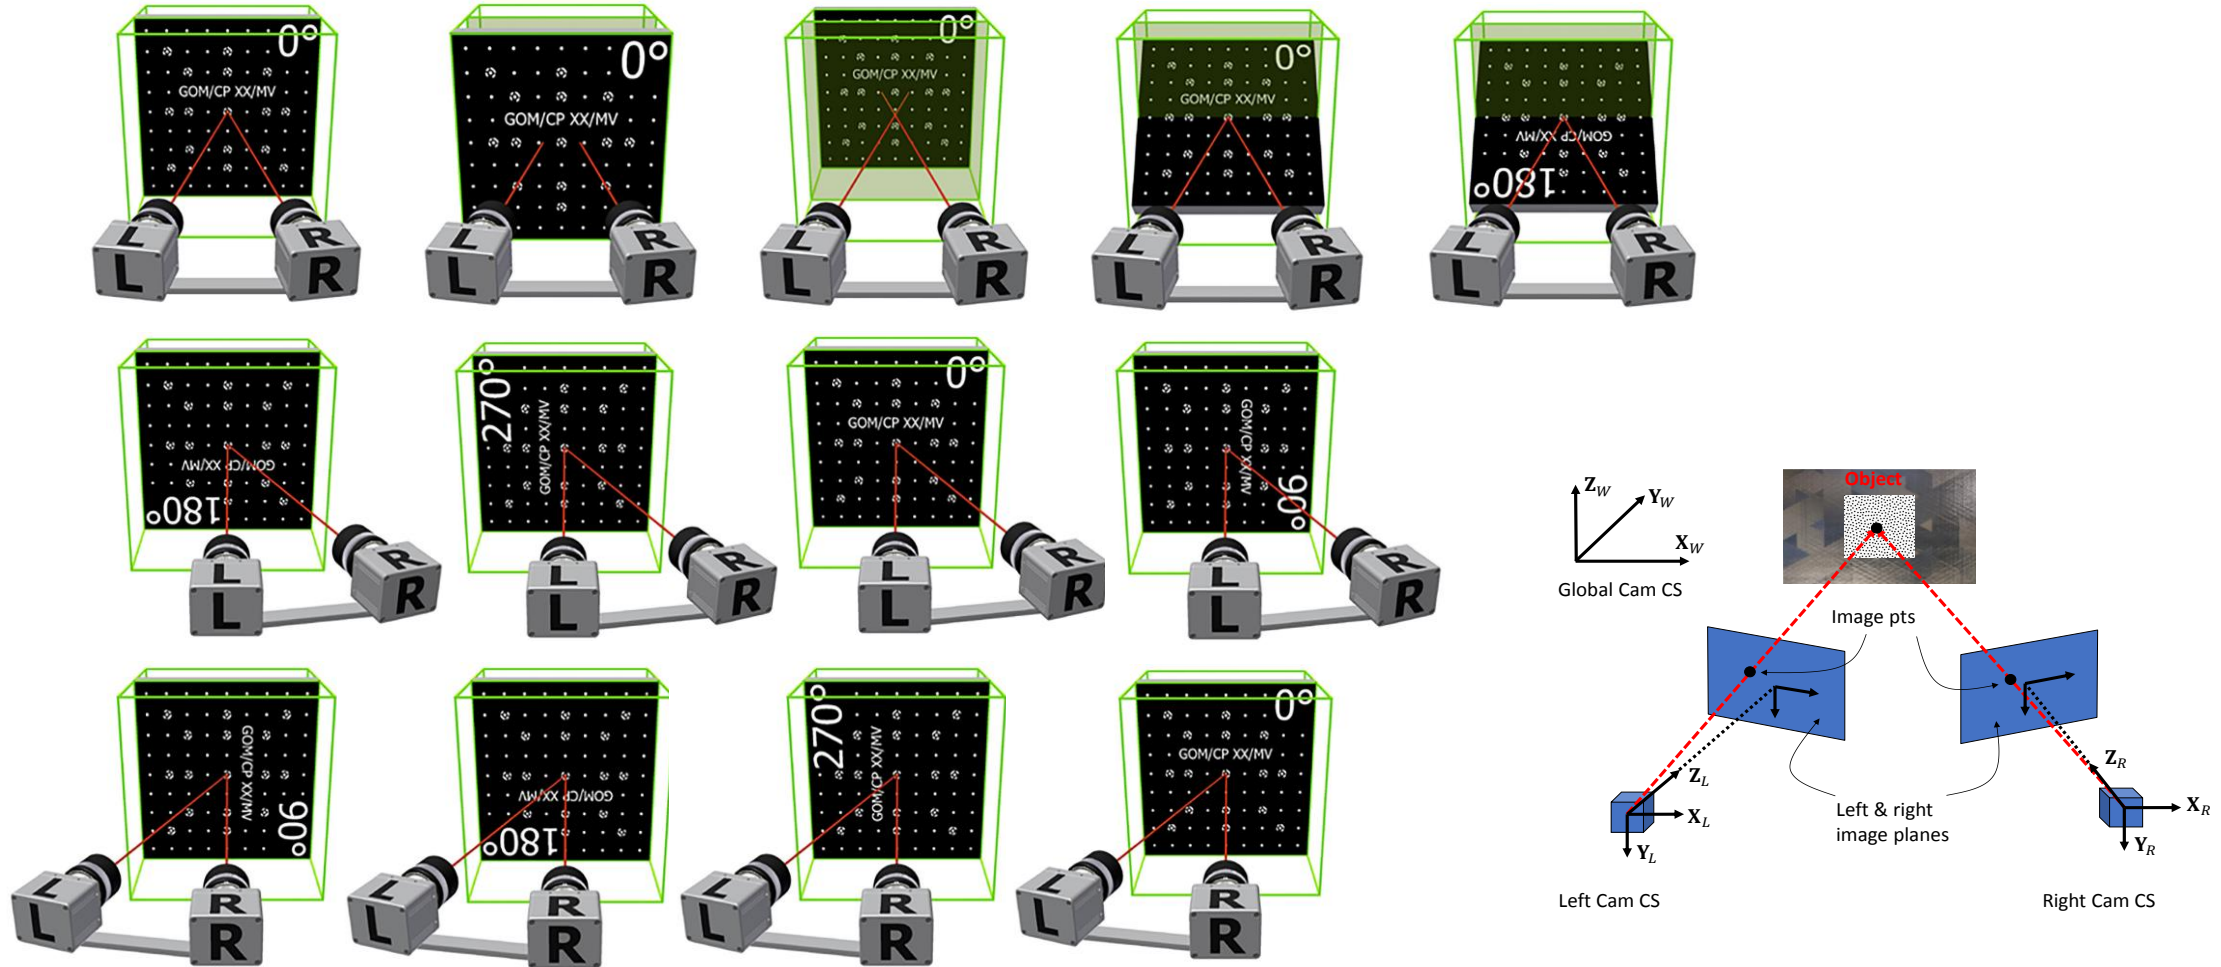 0°
GOM/CP XX/MV
L
L
R
R
0°
GOM/CP XX/MV
L
L
R
R
0°
GOM/CP XX/MV
L
L
R
R
0°
GOM/CP XX/MV
L
L
R
R
GOM/CP XX/MV
180°
L
L
R
R
GOM/CP XX/MV
180°
L
L
R
R
270°
GOM/CP XX/MV
L
L
R
R
0°
GOM/CP XX/MV
L
L
R
R
GOM/CP XX/MV
90°
L
L
R
R
GOM/CP XX/MV
90°
L
L
R
R
GOM/CP XX/MV
180°
L
L
R
R
270°
GOM/CP XX/MV
L
L
R
R
0°
GOM/CP XX/MV
L
L
R
R
Object
Z_W
Y_W
X_W
Global Cam CS
Image pts
Z_L
X_L
Y_L
Left & right
image planes
Z_R
X_R
Y_R
Left Cam CS
Right Cam CS